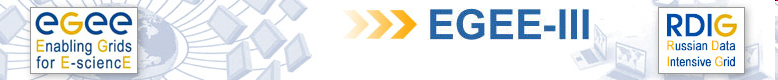 eGee
Enabling Grids
for E-sciencE
EGEE-III
RDIG
Russian Data
Intensive Grid